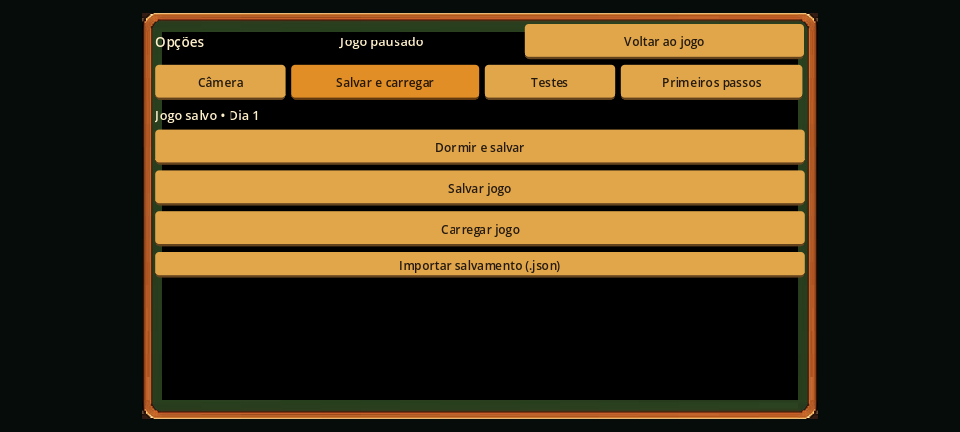 Opções
Jogo pausado
Voltar ao jogo
Câmera
Salvar e carregar
Testes
Primeiros passos
Jogo salvo • Dia 1
Dormir e salvar
Salvar jogo
Carregar jogo
Importar salvamento (.json)